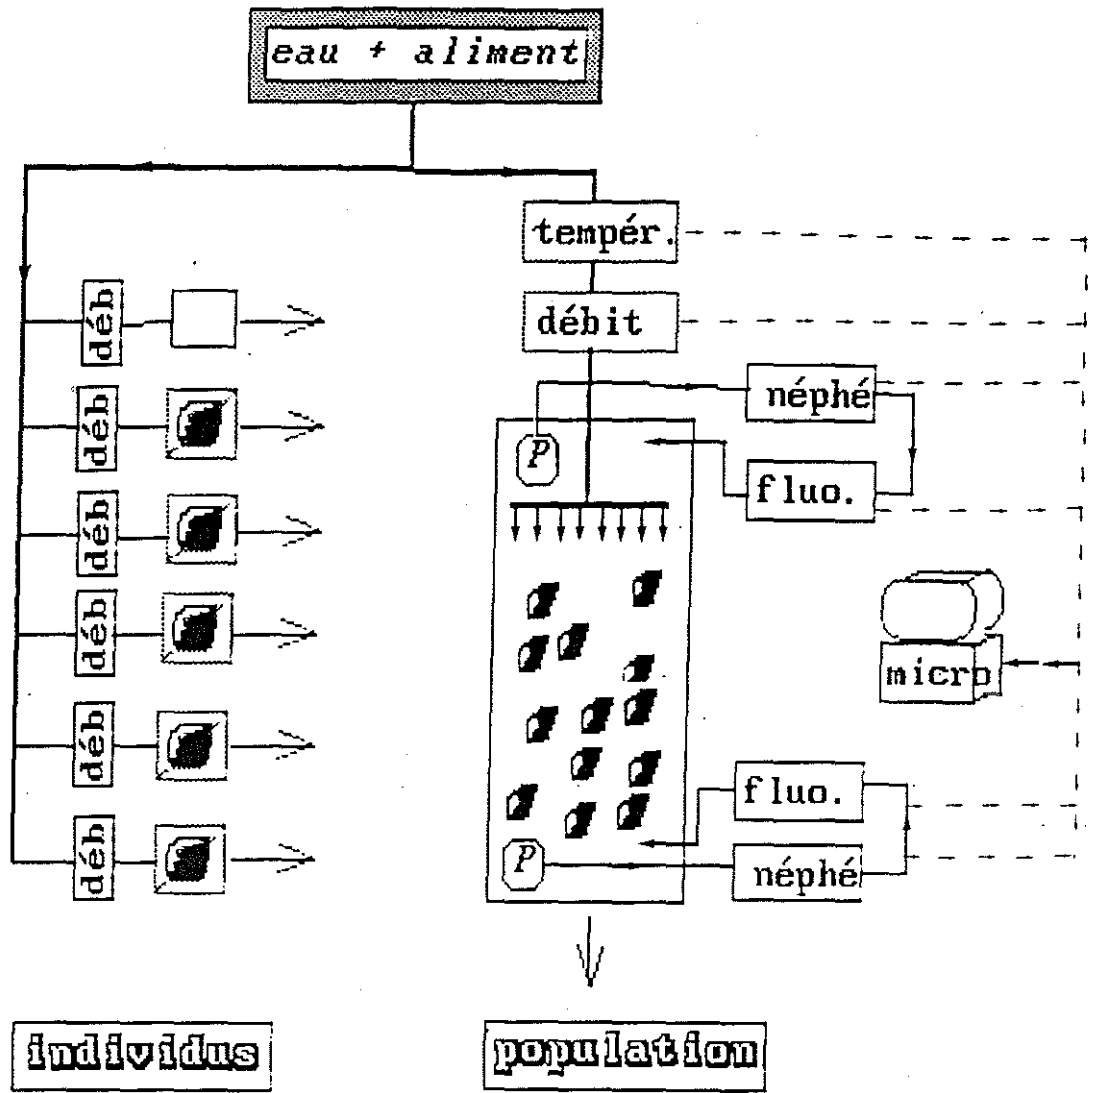 eau + aliment
tempér.
débit
déb
déb
déb
déb
déb
déb
néphé
P
fluo.
micro
fluo.
P
néphé
individus
population